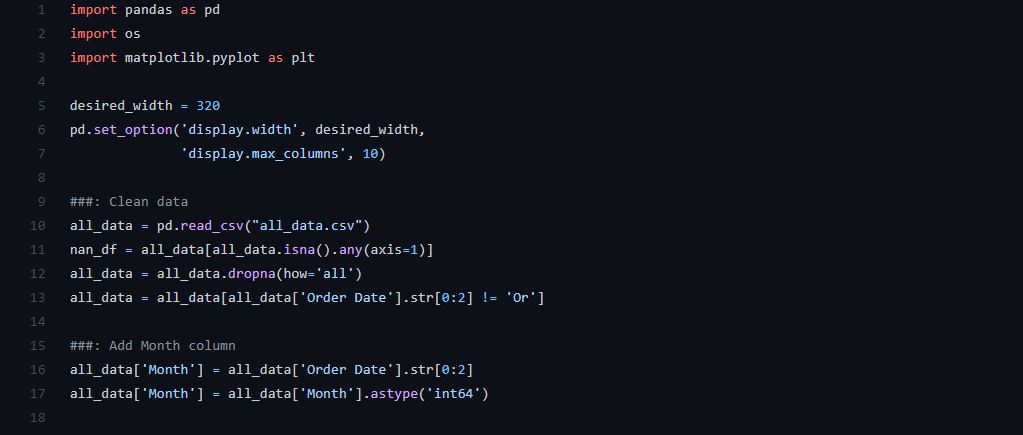 1 import pandas as pd
2 import os
3 import matplotlib.pyplot as plt
4
5 desired_width = 320
6 pd.set_option('display.width', desired_width,
7               'display.max_columns', 10)
8
9 ###: Clean data
10 all_data = pd.read_csv("all_data.csv")
11 nan_df = all_data[all_data.isna().any(axis=1)]
12 all_data = all_data.dropna(how='all')
13 all_data = all_data[all_data['Order Date'].str[0:2] != 'Or']
14
15 ###: Add Month column
16 all_data['Month'] = all_data['Order Date'].str[0:2]
17 all_data['Month'] = all_data['Month'].astype('int64')
18